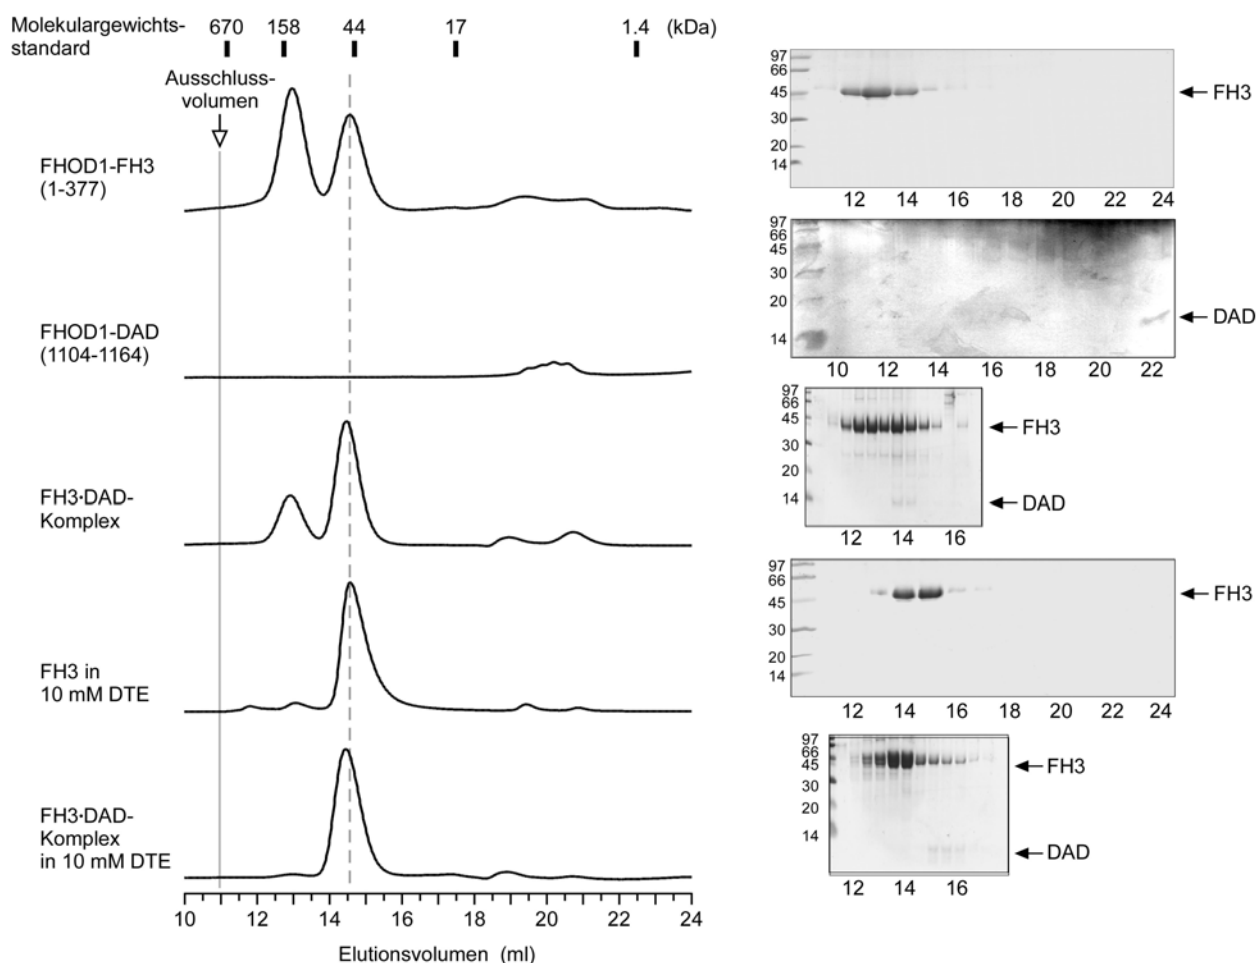 Molekulargewichts-
standard
670 158 44 17 1.4 (kDa)
Ausschluss-
volumen
FHOD1-FH3
(1-377)
FHOD1-DAD
(1104-1164)
FH3·DAD-
Komplex
FH3 in
10 mM DTE
FH3·DAD-
Komplex
in 10 mM DTE
10 12 14 16 18 20 22 24
Elutionsvolumen (ml)
97
66
45
30
20
14
FH3
12 14 16 18 20 22 24
97
66
45
30
20
14
DAD
10 12 14 16 18 20 22
97
66
45
30
20
14
FH3
DAD
12 14 16
97
66
45
30
20
14
FH3
12 14 16 18 20 22 24
97
66
45
30
20
14
FH3
DAD
12 14 16